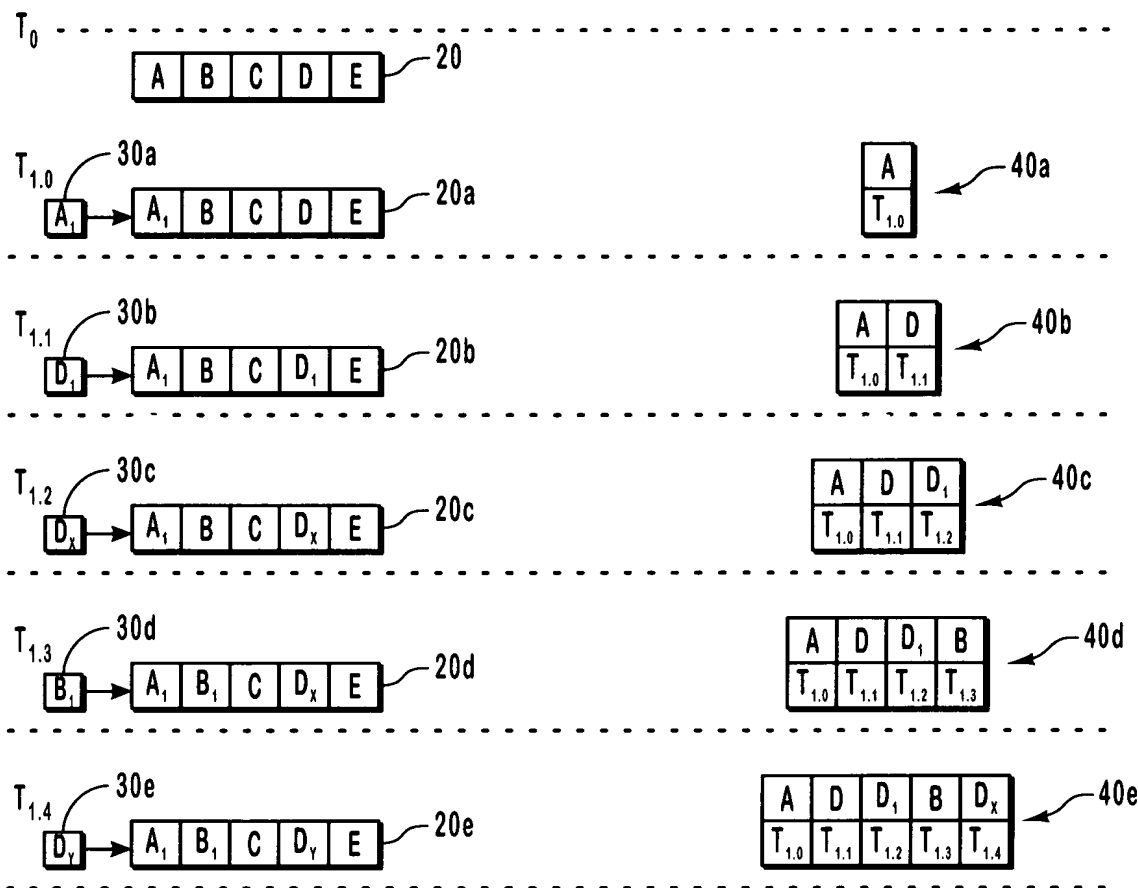 T₀
A B C D E 20
T₁.₀ 30a
A₁ A₁ B C D E 20a
A
T₁.₀
40a
T₁.₁ 30b
D₁ A₁ B C D₁ E 20b
A D
T₁.₀ T₁.₁
40b
T₁.₂ 30c
Dₓ A₁ B C Dₓ E 20c
A D D₁
T₁.₀ T₁.₁ T₁.₂
40c
T₁.₃ 30d
B₁ A₁ B₁ C Dₓ E 20d
A D D₁ B
T₁.₀ T₁.₁ T₁.₂ T₁.₃
40d
T₁.₄ 30e
Dᵧ A₁ B₁ C Dᵧ E 20e
A D D₁ B Dₓ
T₁.₀ T₁.₁ T₁.₂ T₁.₃ T₁.₄
40e